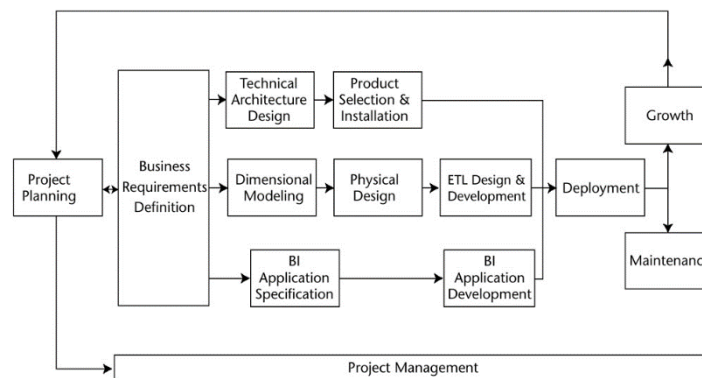 Technical
Architecture
Design
Product
Selection &
Installation
Growth
Project
Planning
Business
Requirements
Definition
Dimensional
Modeling
Physical
Design
ETL Design &
Development
Deployment
BI
Application
Specification
BI
Application
Development
Maintenance
Project Management